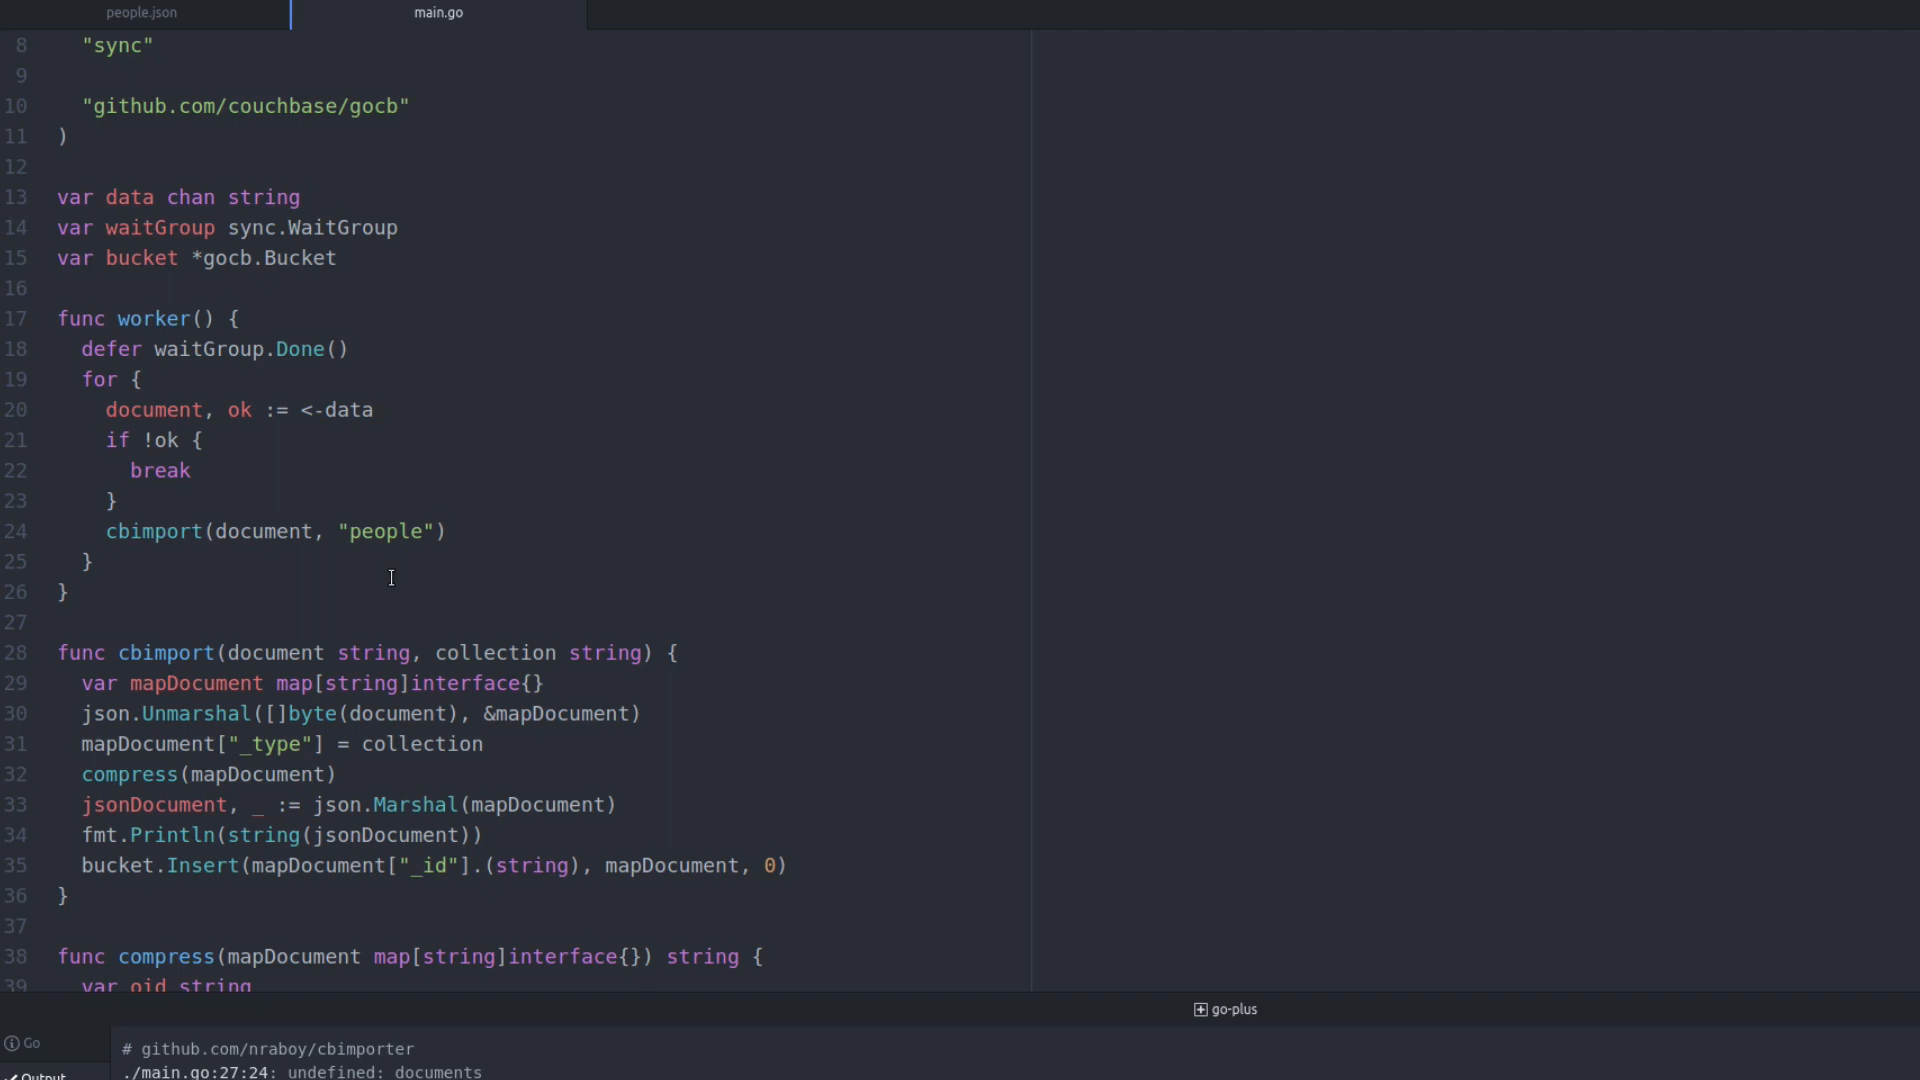 people.json
main.go
8 "sync"
9
10 "github.com/couchbase/gocb"
11 )
12
13 var data chan string
14 var waitGroup sync.WaitGroup
15 var bucket *gocb.Bucket
16
17 func worker() {
18 defer waitGroup.Done()
19 for {
20 document, ok := <-data
21 if !ok {
22 break
23 }
24 cbimport(document, "people")
25 }
26 }
27
28 func cbimport(document string, collection string) {
29 var mapDocument map[string]interface{}
30 json.Unmarshal([]byte(document), &mapDocument)
31 mapDocument["_type"] = collection
32 compress(mapDocument)
33 jsonDocument, _ := json.Marshal(mapDocument)
34 fmt.Println(string(jsonDocument))
35 bucket.Insert(mapDocument["_id"].(string), mapDocument, 0)
36 }
37
38 func compress(mapDocument map[string]interface{}) string {
39 var oid string
go-plus
Go
# github.com/nraboy/cbimporter
Output
./main.go:27:24: undefined: documents